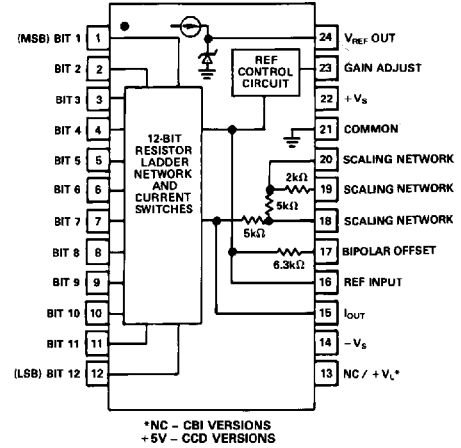 (MSB) BIT 1 1
BIT 2 2
BIT 3 3
BIT 4 4
BIT 5 5
BIT 6 6
BIT 7 7
BIT 8 8
BIT 9 9
BIT 10 10
BIT 11 11
(LSB) BIT 12 12
12-BIT
RESISTOR
LADDER
NETWORK
AND
CURRENT
SWITCHES
REF
CONTROL
CIRCUIT
2kΩ
5kΩ
5kΩ
6.3kΩ
24 VREF OUT
23 GAIN ADJUST
22 +VS
21 COMMON
20 SCALING NETWORK
19 SCALING NETWORK
18 SCALING NETWORK
17 BIPOLAR OFFSET
16 REF INPUT
15 IOUT
14 −VS
13 NC / +VL*
*NC – CBI VERSIONS
+5V – CCD VERSIONS